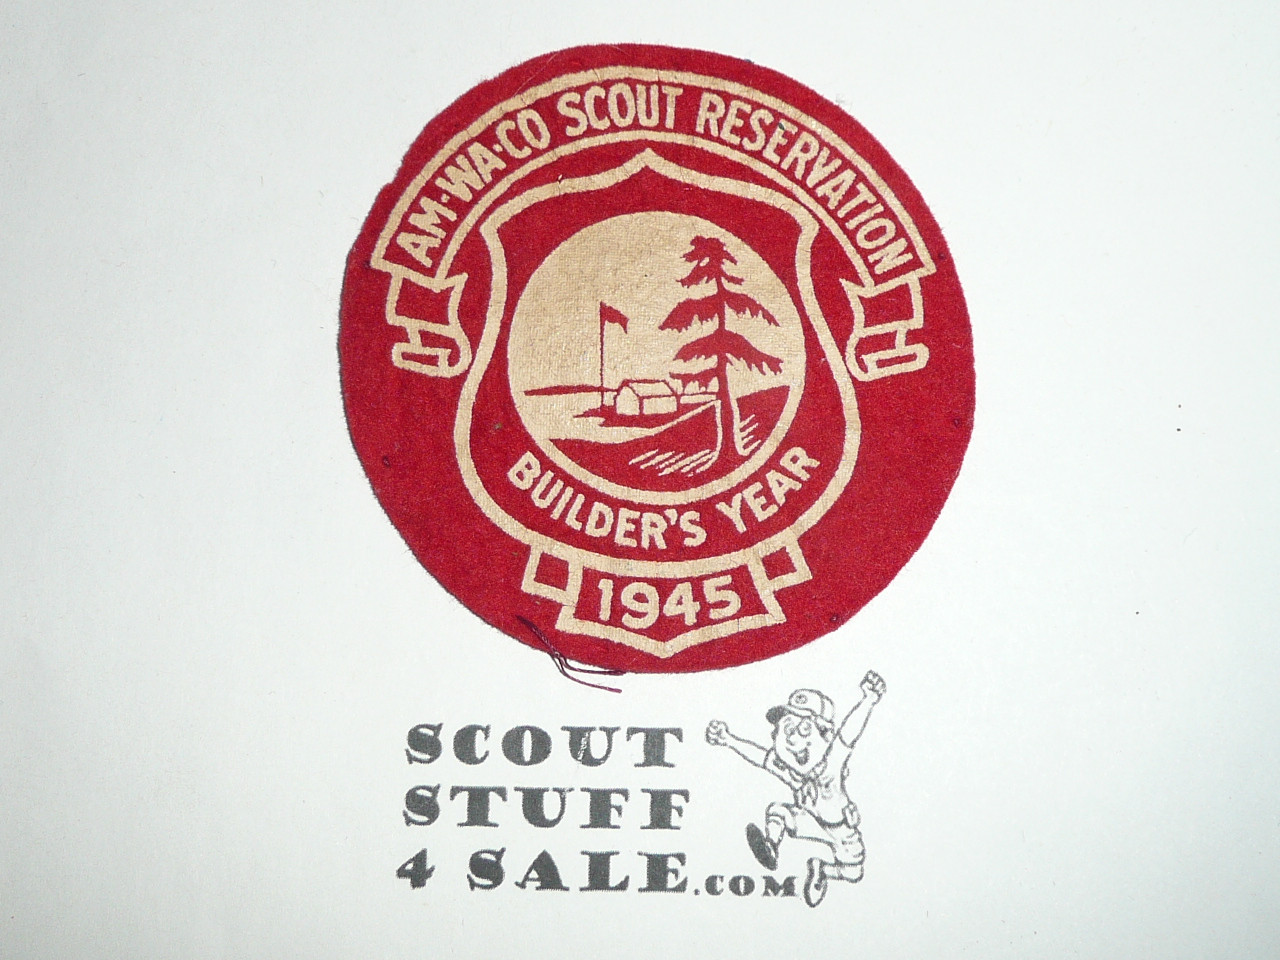 AM-WA-CO SCOUT RESERVATION
BUILDER'S YEAR
1945
SCOUT
STUFF
4 SALE.COM